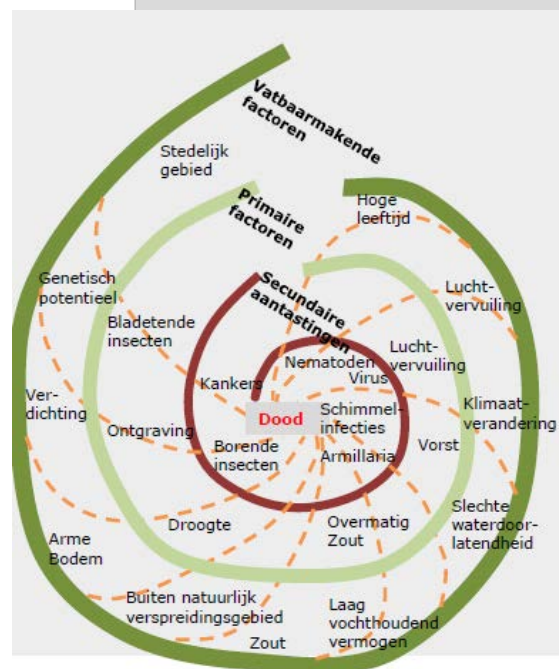 Vatbaarmakende
factoren
Stedelijk
gebied
Primaire
factoren
Hoge
leeftijd
Secundaire
aantastingen
Genetisch
potentieel
Lucht-
vervuiling
Bladetende
insecten
Nematoden
Virus
Lucht-
vervuiling
Kankers
Ver-
dichting
Dood
Schimmel-
infecties
Klimaat-
verandering
Ontgraving
Borende
insecten
Armillaria
Vorst
Droogte
Overmatig
Zout
Slechte
waterdoor-
latendheid
Arme
Bodem
Buiten natuurlijk
verspreidingsgebied
Laag
vochthoudend
vermogen
Zout